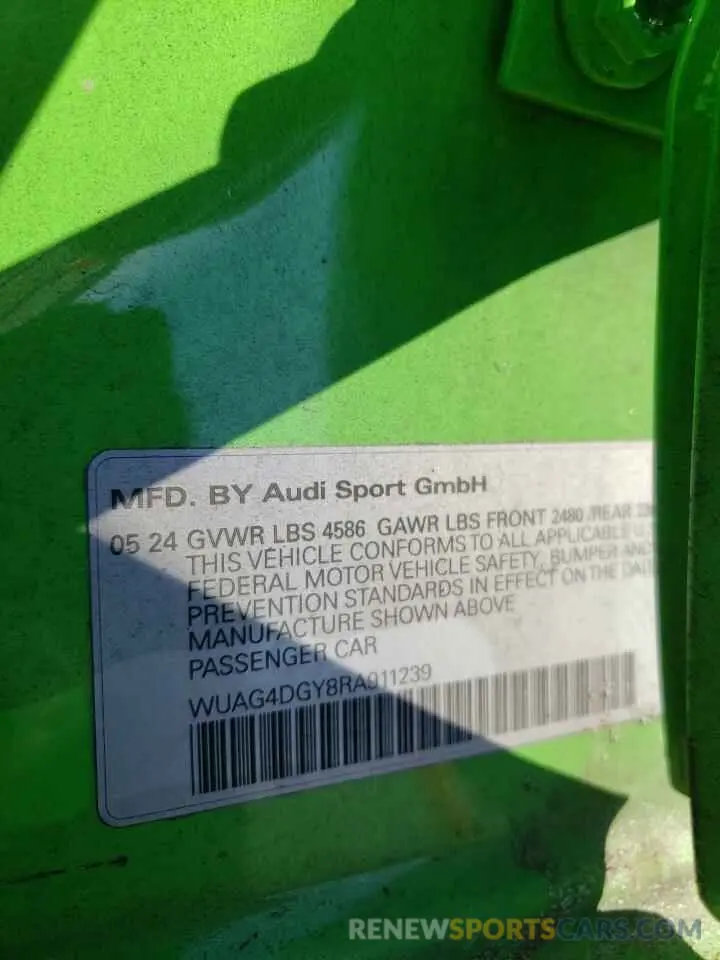 MFD. BY Audi Sport GmbH
05 24 GVWR LBS 4586 GAWR LBS FRONT 2480 /REAR
THIS VEHICLE CONFORMS TO ALL APPLICABLE
FEDERAL MOTOR VEHICLE SAFETY, BUMPER AND
PREVENTION STANDARDS IN EFFECT ON THE
MANUFACTURE SHOWN ABOVE
PASSENGER CAR
WUAG4DGY8RA011239
RENEWSPORTSCARS.COM